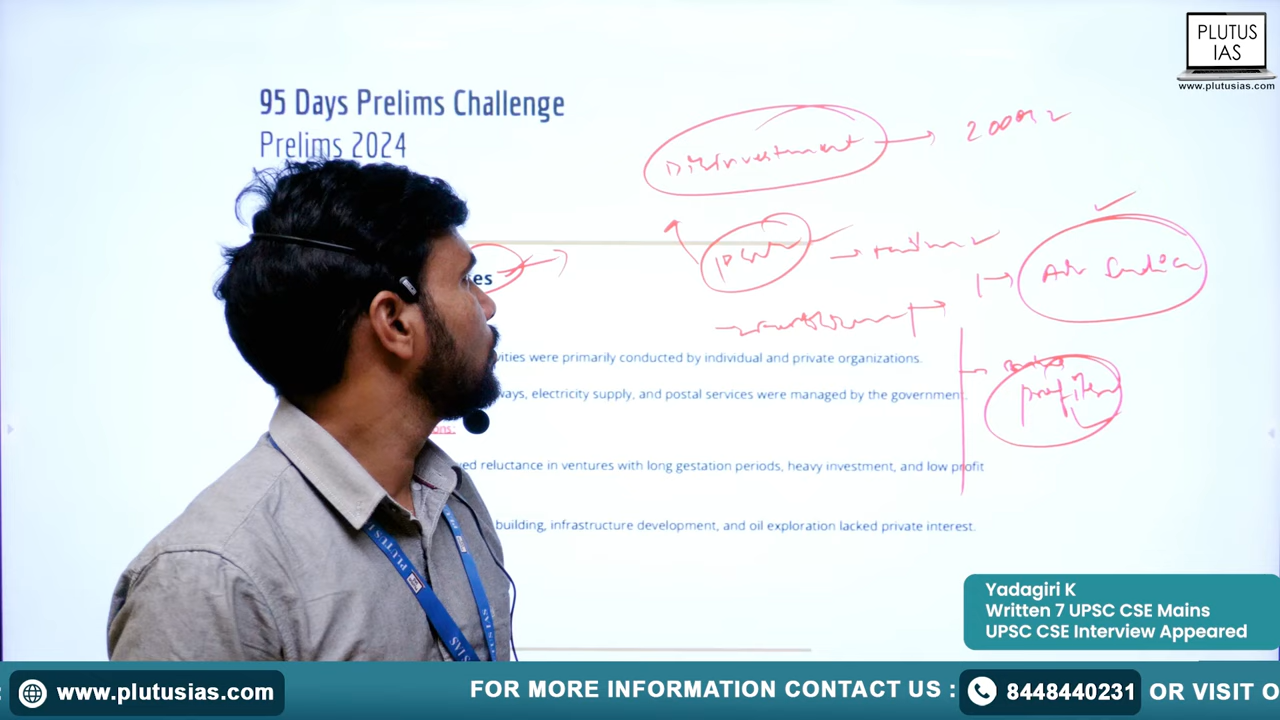 PLUTUS
IAS
www.plutusias.com
95 Days Prelims Challenge
Prelims 2024
Disinvestment
Air India
es
ities were primarily conducted by individual and private organizations.
ways, electricity supply, and postal services were managed by the government.
ons:
ed reluctance in ventures with long gestation periods, heavy investment, and low profit
building, infrastructure development, and oil exploration lacked private interest.
PLUTUS I
Yadagiri K
Written 7 UPSC CSE Mains
UPSC CSE Interview Appeared
www.plutusias.com
FOR MORE INFORMATION CONTACT US : 8448440231 OR VISIT O